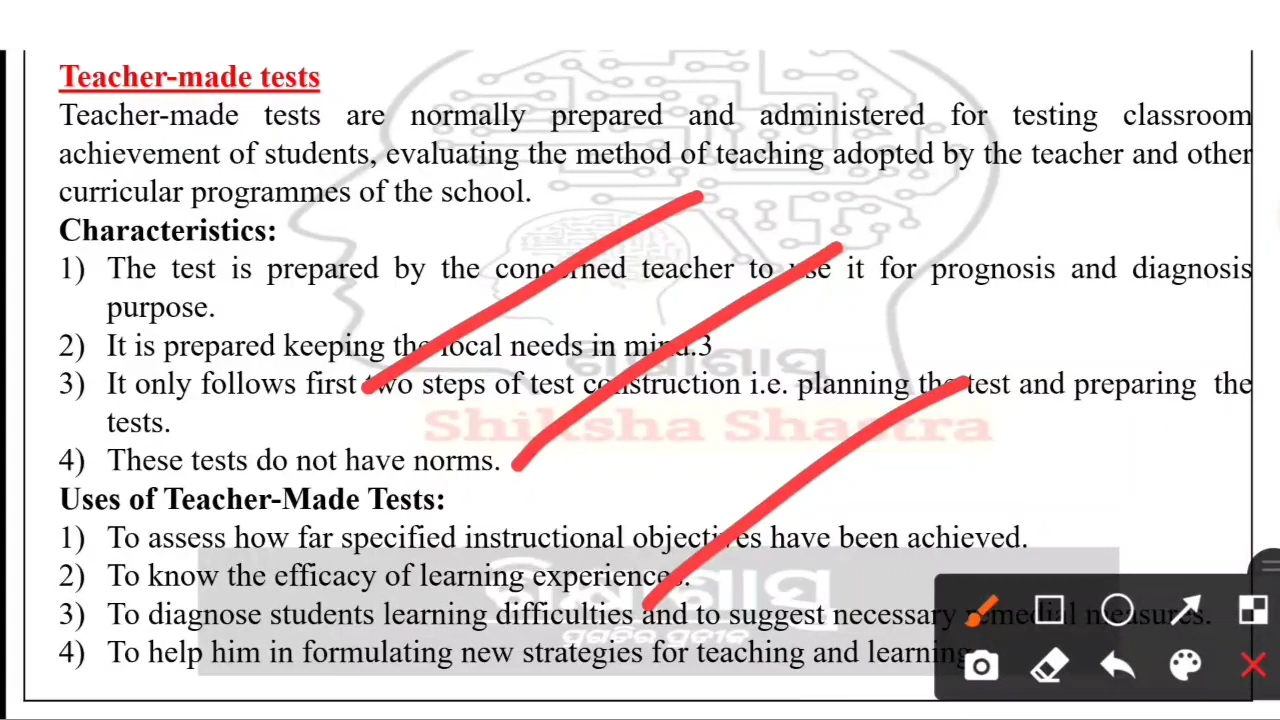 Teacher-made tests
Teacher-made tests are normally prepared and administered for testing classroom
achievement of students, evaluating the method of teaching adopted by the teacher and other
curricular programmes of the school.
Characteristics:
1) The test is prepared by the concerned teacher to use it for prognosis and diagnosis
purpose.
2) It is prepared keeping the local needs in mind.3
3) It only follows first two steps of test construction i.e. planning the test and preparing the
tests.
Shiksha Shastra
4) These tests do not have norms.
Uses of Teacher-Made Tests:
1) To assess how far specified instructional objectives have been achieved.
2) To know the efficacy of learning experiences.
3) To diagnose students learning difficulties and to suggest necessary remedial measures.
4) To help him in formulating new strategies for teaching and learning